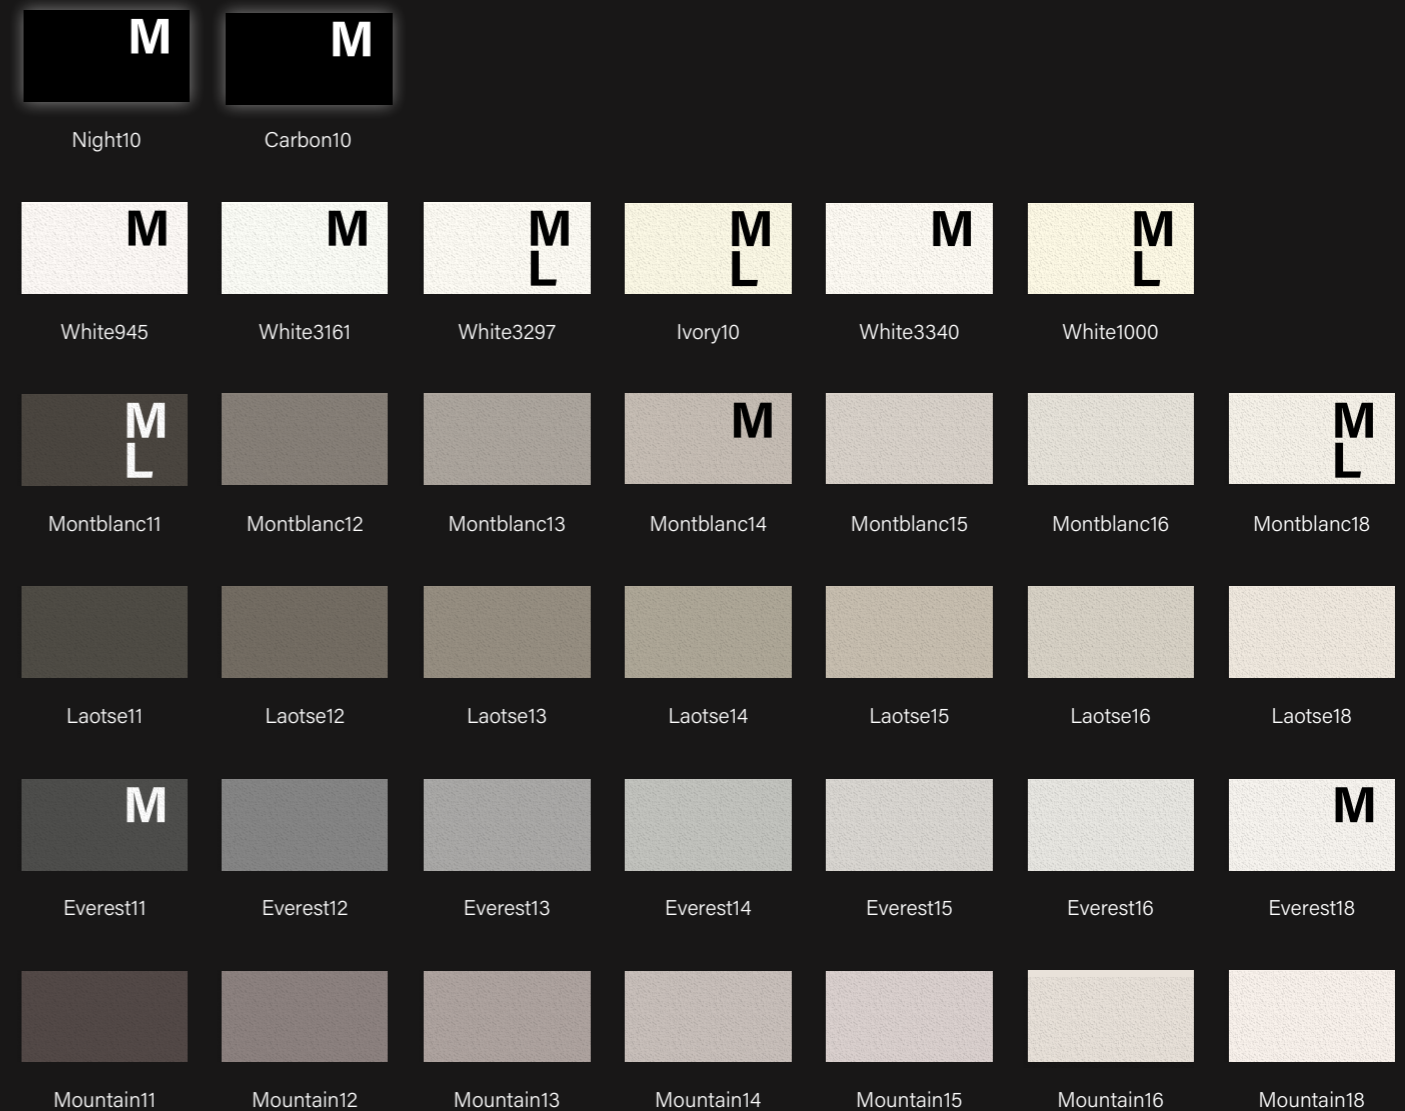 M M
Night10 Carbon10
M M M M M M
L L L
White945 White3161 White3297 Ivory10 White3340 White1000
M M M
L L
Montblanc11 Montblanc12 Montblanc13 Montblanc14 Montblanc15 Montblanc16 Montblanc18
Laotse11 Laotse12 Laotse13 Laotse14 Laotse15 Laotse16 Laotse18
M M
Everest11 Everest12 Everest13 Everest14 Everest15 Everest16 Everest18
Mountain11 Mountain12 Mountain13 Mountain14 Mountain15 Mountain16 Mountain18